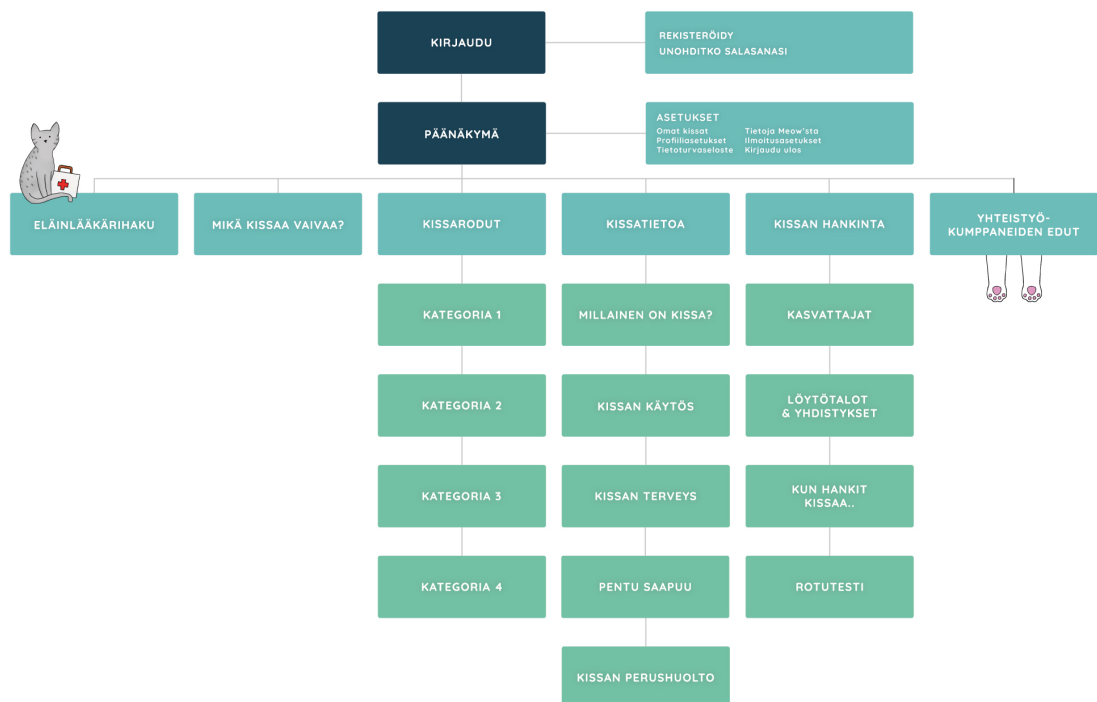 KIRJAUDU
REKISTERÖIDY
UNOHDITKO SALASANASI
PÄÄNÄKYMÄ
ASETUKSET
Omat kissat
Profiiliasetukset
Tietoturvaseloste
Tietoja Meow'sta
Ilmoitusasetukset
Kirjaudu ulos
ELÄINLÄÄKÄRIHAKU
MIKÄ KISSAA VAIVAA?
KISSARODUT
KISSATIETOA
KISSAN HANKINTA
YHTEISTYÖ-
KUMPPANEIDEN EDUT
KATEGORIA 1
MILLAINEN ON KISSA?
KASVATTAJAT
KATEGORIA 2
KISSAN KÄYTÖS
LÖYTÖTALOT
& YHDISTYKSET
KATEGORIA 3
KISSAN TERVEYS
KUN HANKIT
KISSAA..
KATEGORIA 4
PENTU SAAPUU
ROTUTESTI
KISSAN PERUSHUOLTO